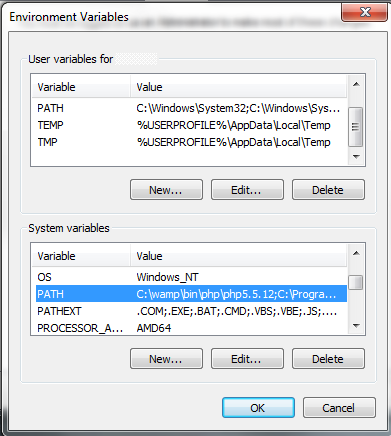 Environment Variables
User variables for
Variable Value
PATH C:\Windows\System32;C:\Windows\Sys...
TEMP %USERPROFILE%\AppData\Local\Temp
TMP %USERPROFILE%\AppData\Local\Temp
New... Edit... Delete
System variables
Variable Value
OS Windows_NT
PATH C:\wamp\bin\php\php5.5.12;C:\Progra...
PATHEXT .COM;.EXE;.BAT;.CMD;.VBS;.VBE;.JS;....
PROCESSOR_A... AMD64
New... Edit... Delete
OK Cancel